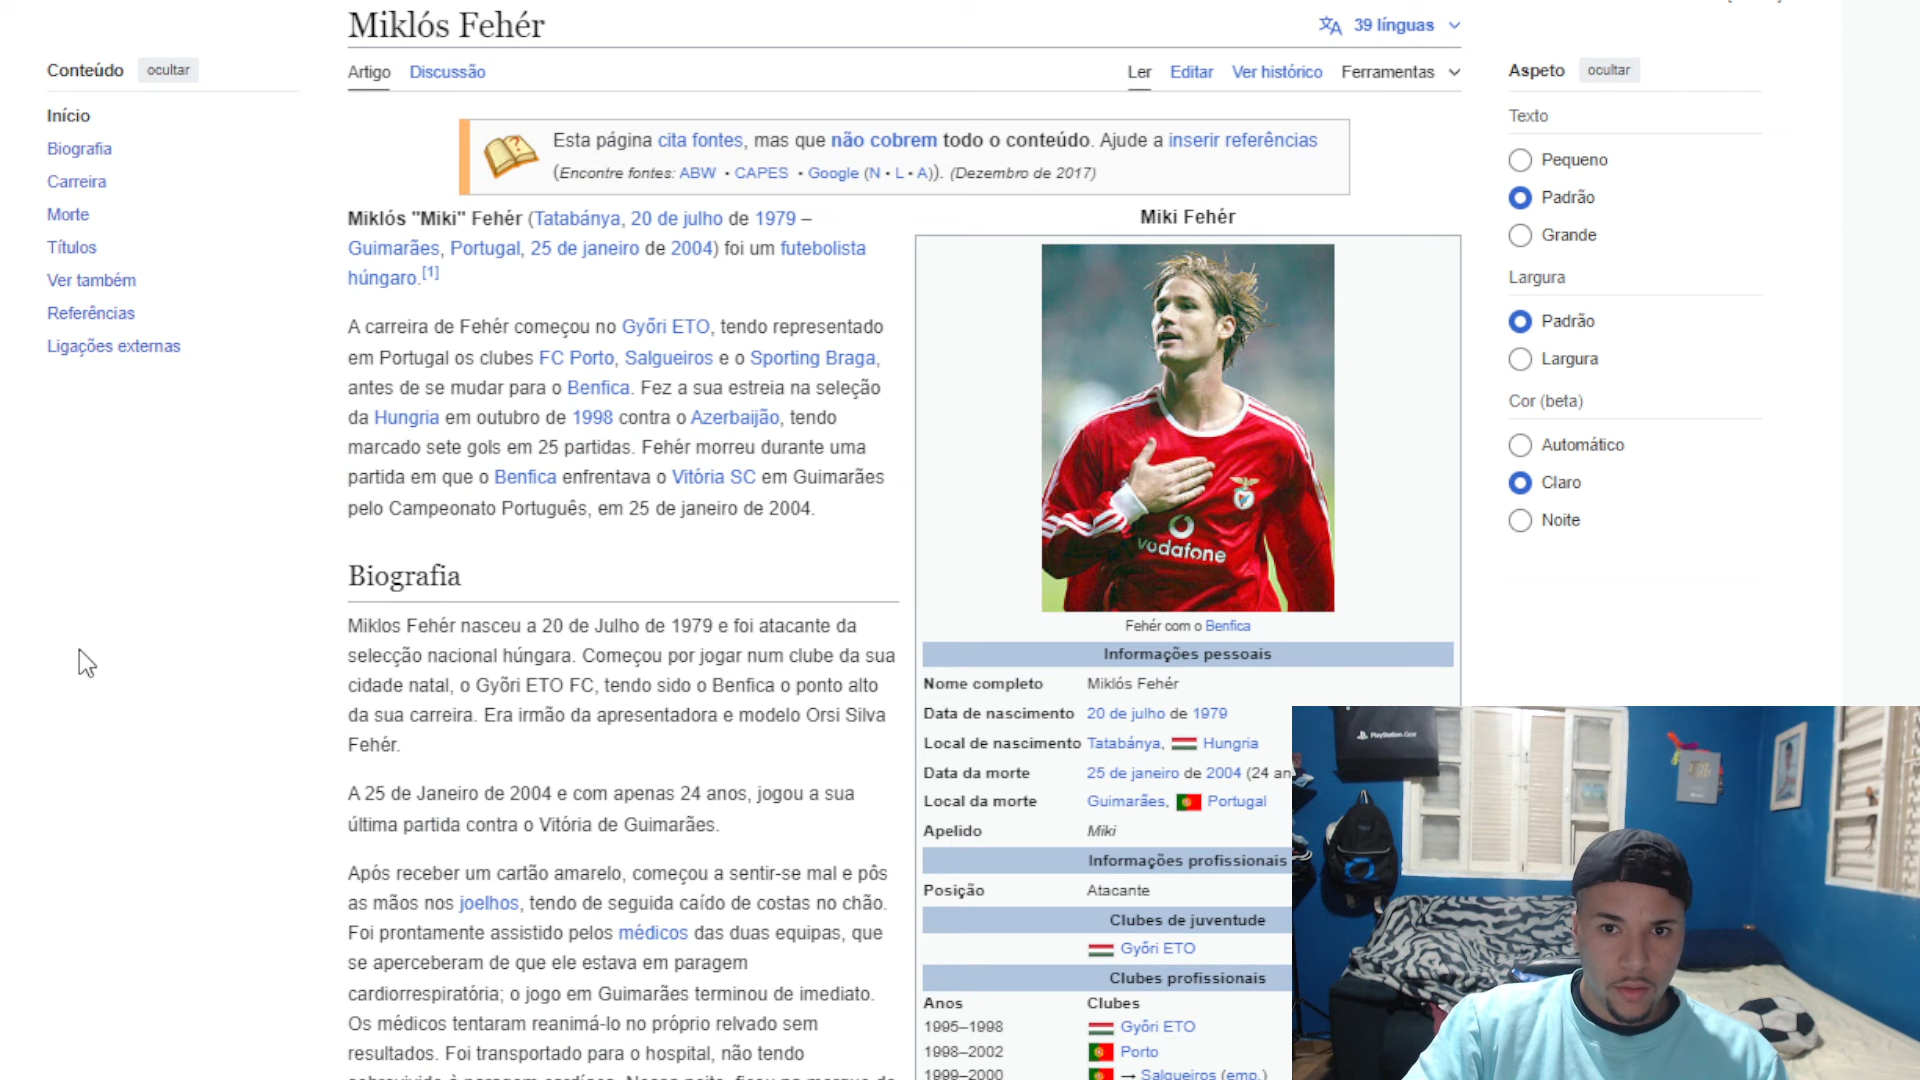 Miklós Fehér
39 línguas
Conteúdo ocultar
Artigo Discussão
Ler Editar Ver histórico Ferramentas
Aspeto ocultar
Início
Biografia
Carreira
Morte
Títulos
Ver também
Referências
Ligações externas
Texto
Pequeno
Padrão
Grande
Largura
Padrão
Largura
Cor (beta)
Automático
Claro
Noite
Esta página cita fontes, mas que não cobrem todo o conteúdo. Ajude a inserir referências
(Encontre fontes: ABW • CAPES • Google (N • L • A)). (Dezembro de 2017)
Miklós "Miki" Fehér (Tatabánya, 20 de julho de 1979 –
Guimarães, Portugal, 25 de janeiro de 2004) foi um futebolista
húngaro.[1]
A carreira de Fehér começou no Győri ETO, tendo representado
em Portugal os clubes FC Porto, Salgueiros e o Sporting Braga,
antes de se mudar para o Benfica. Fez a sua estreia na seleção
da Hungria em outubro de 1998 contra o Azerbaijão, tendo
marcado sete gols em 25 partidas. Fehér morreu durante uma
partida em que o Benfica enfrentava o Vitória SC em Guimarães
pelo Campeonato Português, em 25 de janeiro de 2004.
Biografia
Miklos Fehér nasceu a 20 de Julho de 1979 e foi atacante da
selecção nacional húngara. Começou por jogar num clube da sua
cidade natal, o Győri ETO FC, tendo sido o Benfica o ponto alto
da sua carreira. Era irmão da apresentadora e modelo Orsi Silva
Fehér.
A 25 de Janeiro de 2004 e com apenas 24 anos, jogou a sua
última partida contra o Vitória de Guimarães.
Após receber um cartão amarelo, começou a sentir-se mal e pôs
as mãos nos joelhos, tendo de seguida caído de costas no chão.
Foi prontamente assistido pelos médicos das duas equipas, que
se aperceberam de que ele estava em paragem
cardiorrespiratória; o jogo em Guimarães terminou de imediato.
Os médicos tentaram reanimá-lo no próprio relvado sem
resultados. Foi transportado para o hospital, não tendo
Miki Fehér
vodafone
Fehér com o Benfica
Informações pessoais
Nome completo Miklós Fehér
Data de nascimento 20 de julho de 1979
Local de nascimento Tatabánya, Hungria
Data da morte 25 de janeiro de 2004 (24 an
Local da morte Guimarães, Portugal
Apelido Miki
Informações profissionais
Posição Atacante
Clubes de juventude
Győri ETO
Clubes profissionais
Anos Clubes
1995–1998 Győri ETO
1998–2002 Porto
1999–2000 → Salgueiros (emp.)
PlayStation.Gear